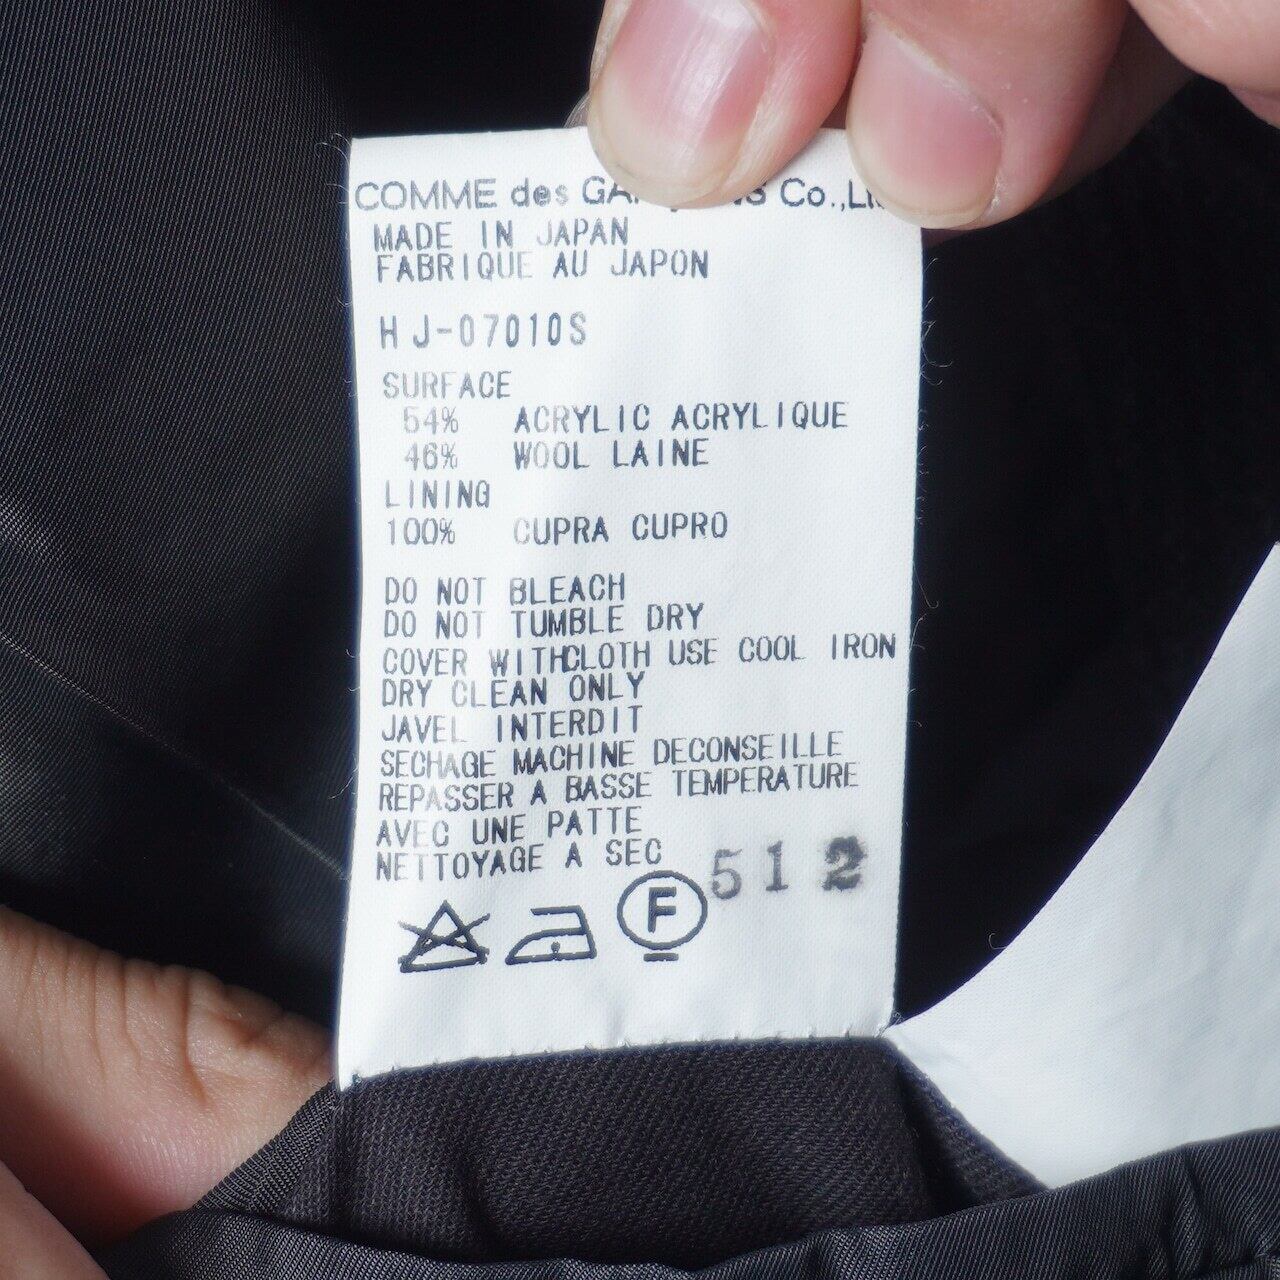 COMME des GARÇONS Co.,Lt
MADE IN JAPAN
FABRIQUE AU JAPON
HJ-07010S
SURFACE
54% ACRYLIC ACRYLIQUE
46% WOOL LAINE
LINING
100% CUPRA CUPRO
DO NOT BLEACH
DO NOT TUMBLE DRY
COVER WITHCLOTH USE COOL IRON
DRY CLEAN ONLY
JAVEL INTERDIT
SECHAGE MACHINE DECONSEILLE
REPASSER A BASSE TEMPERATURE
AVEC UNE PATTE
NETTOYAGE A SEC
512
F